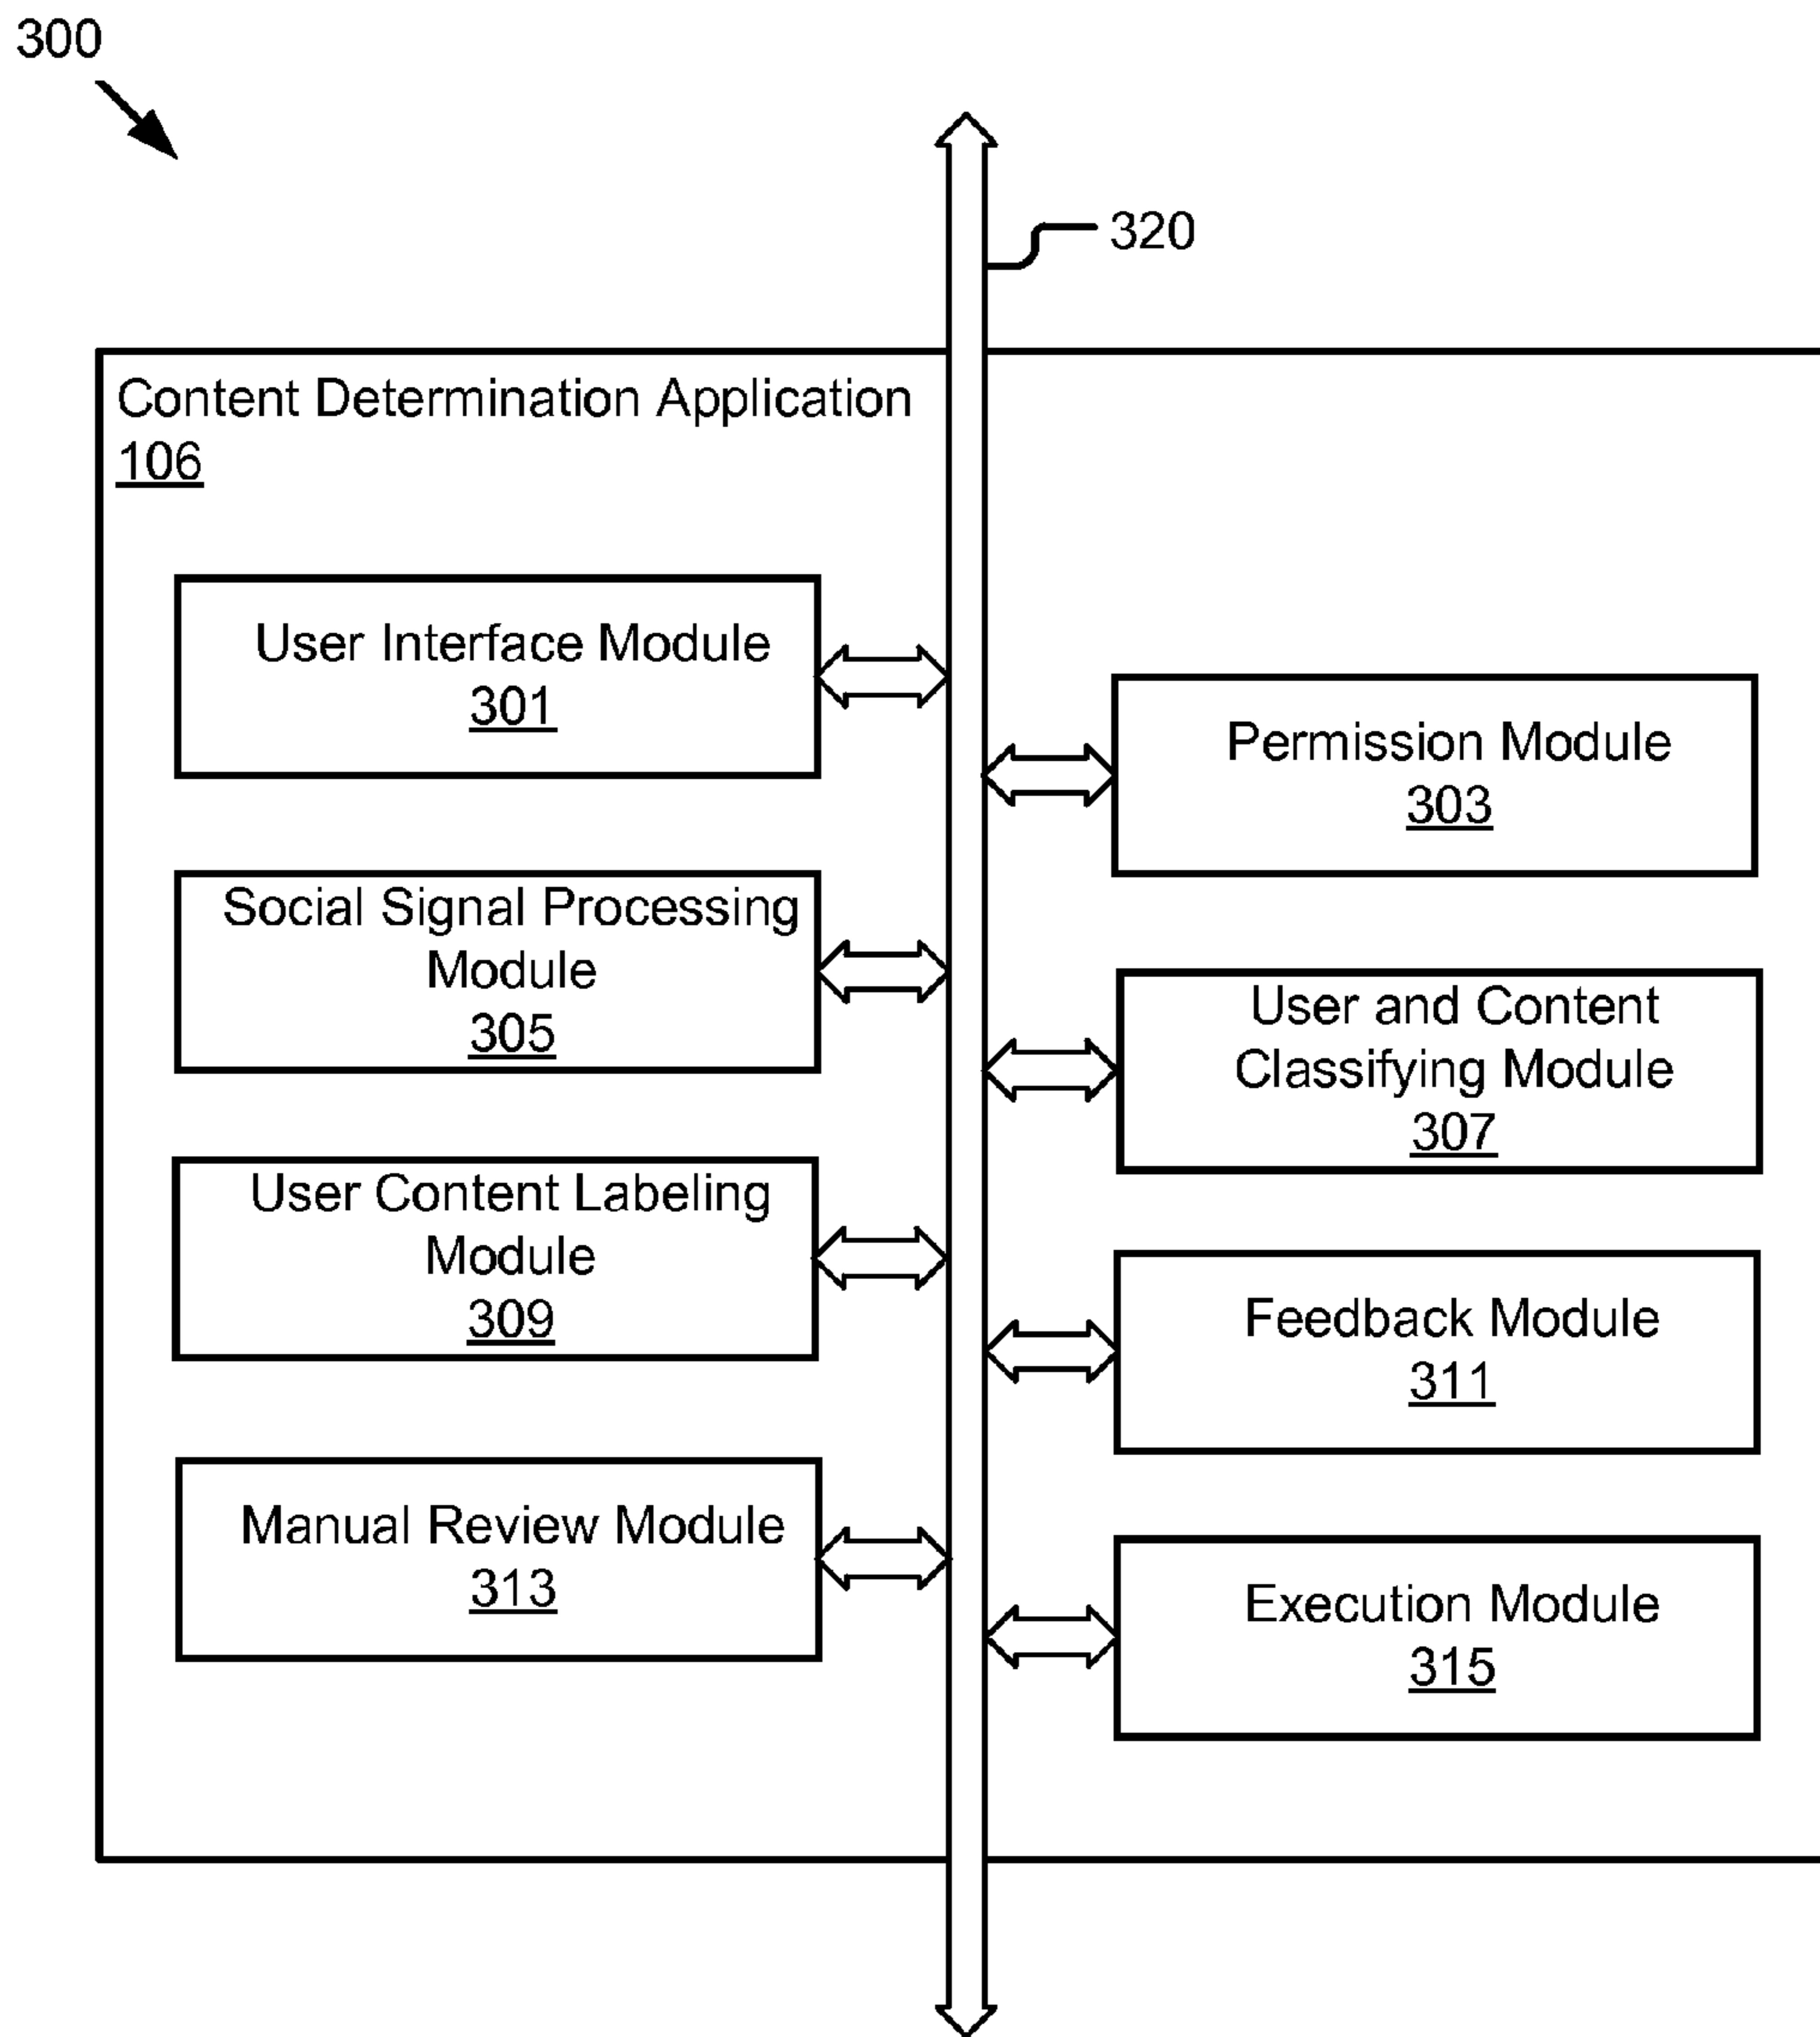 300
320
Content Determination Application
106
User Interface Module
301
Permission Module
303
Social Signal Processing
Module
305
User and Content
Classifying Module
307
User Content Labeling
Module
309
Feedback Module
311
Manual Review Module
313
Execution Module
315